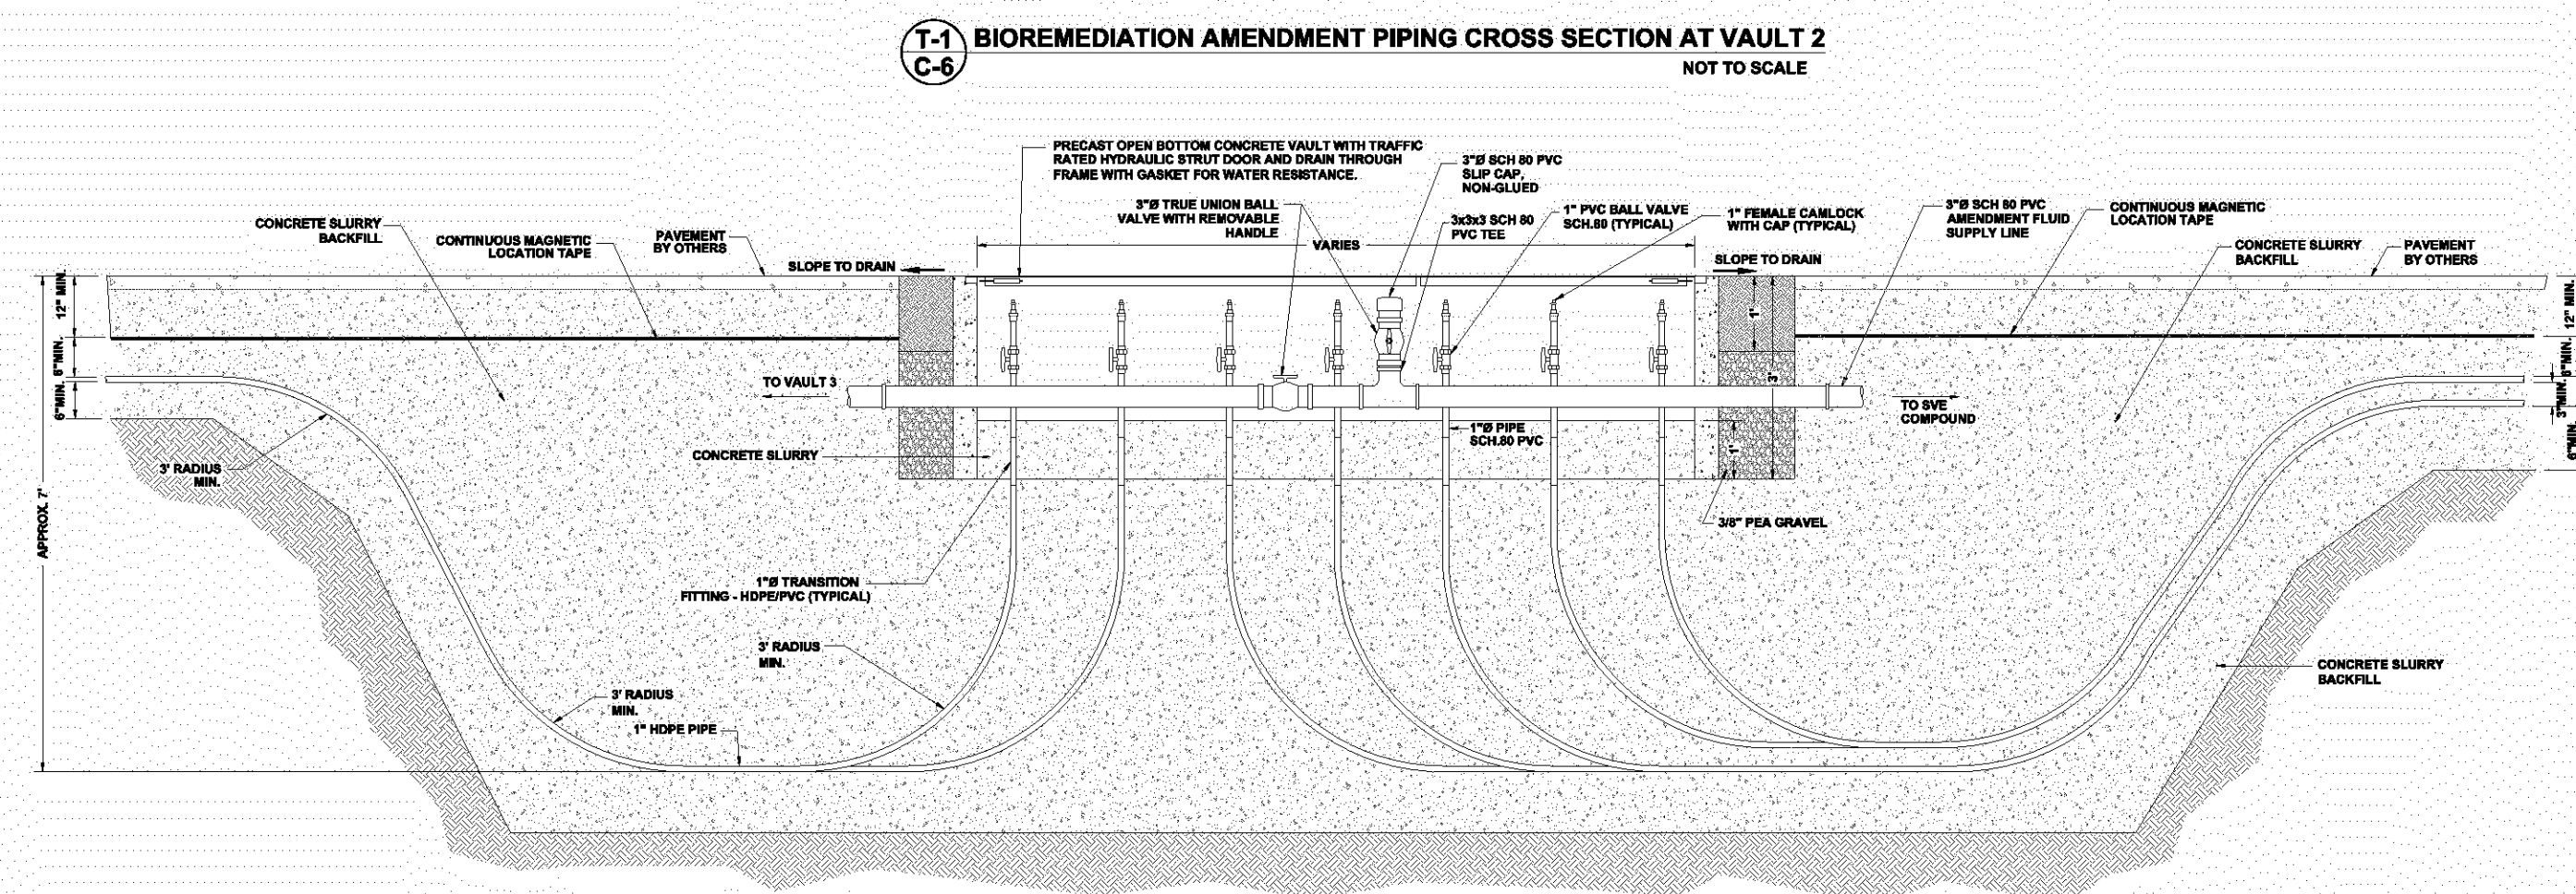 T-1
C-6
BIOREMEDIATION AMENDMENT PIPING CROSS SECTION AT VAULT 2
NOT TO SCALE
PRECAST OPEN BOTTOM CONCRETE VAULT WITH TRAFFIC
RATED HYDRAULIC STRUT DOOR AND DRAIN THROUGH
FRAME WITH GASKET FOR WATER RESISTANCE.
3"Ø SCH 80 PVC
SLIP CAP,
NON-GLUED
3"Ø TRUE UNION BALL
VALVE WITH REMOVABLE
HANDLE
3x3x3 SCH 80
PVC TEE
1" PVC BALL VALVE
SCH.80 (TYPICAL)
1" FEMALE CAMLOCK
WITH CAP (TYPICAL)
3"Ø SCH 80 PVC
AMENDMENT FLUID
SUPPLY LINE
CONTINUOUS MAGNETIC
LOCATION TAPE
CONCRETE SLURRY
BACKFILL
PAVEMENT
BY OTHERS
CONCRETE SLURRY
BACKFILL
CONTINUOUS MAGNETIC
LOCATION TAPE
PAVEMENT
BY OTHERS
VARIES
SLOPE TO DRAIN
SLOPE TO DRAIN
12" MIN.
6"MIN.
6"MIN.
APPROX. 7'
1'
3'
1'
12" MIN.
6"MIN.
3"MIN.
6"MIN.
TO VAULT 3
TO SVE
COMPOUND
1"Ø PIPE
SCH.80 PVC
CONCRETE SLURRY
3' RADIUS
MIN.
3/8" PEA GRAVEL
1"Ø TRANSITION
FITTING - HDPE/PVC (TYPICAL)
3' RADIUS
MIN.
3' RADIUS
MIN.
1" HDPE PIPE
CONCRETE SLURRY
BACKFILL